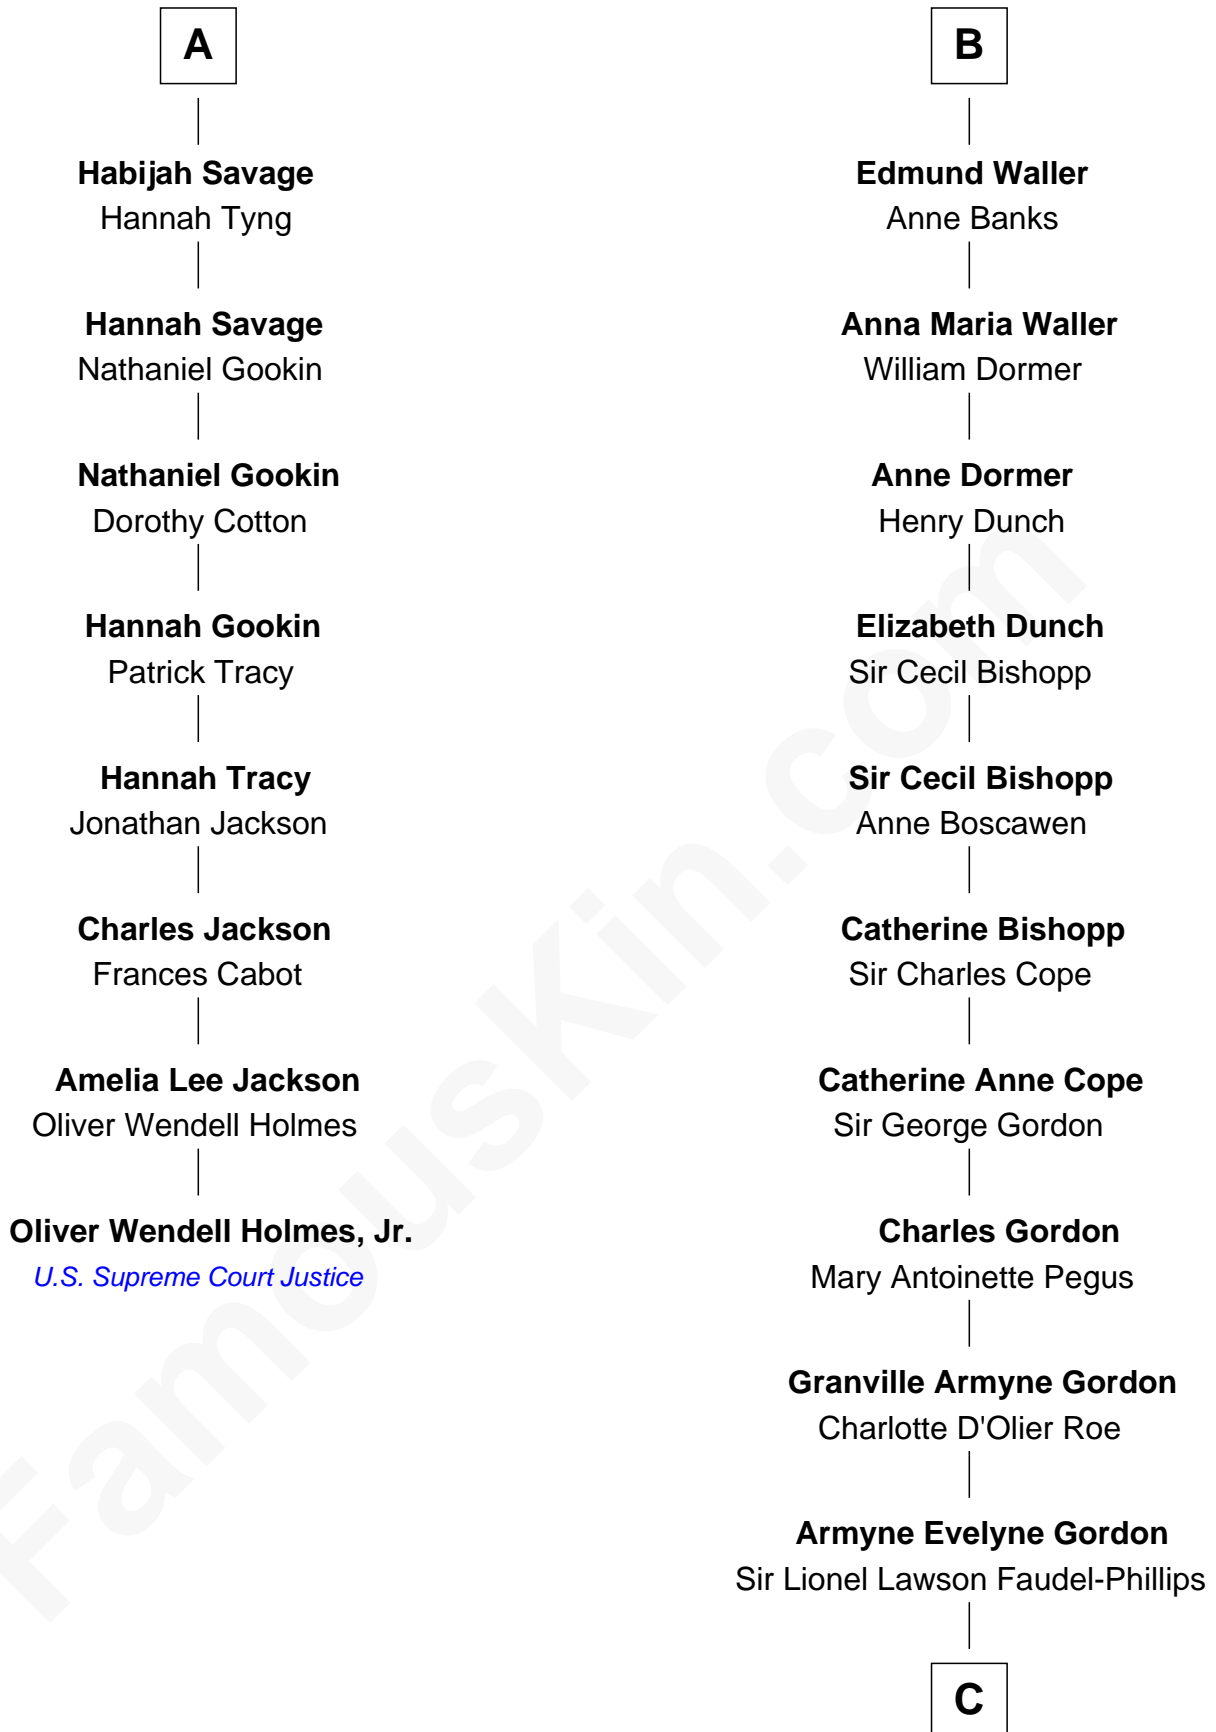 A
Habijah Savage
Hannah Tyng
Hannah Savage
Nathaniel Gookin
Nathaniel Gookin
Dorothy Cotton
Hannah Gookin
Patrick Tracy
Hannah Tracy
Jonathan Jackson
Charles Jackson
Frances Cabot
Amelia Lee Jackson
Oliver Wendell Holmes
Oliver Wendell Holmes, Jr.
U.S. Supreme Court Justice
B
Edmund Waller
Anne Banks
Anna Maria Waller
William Dormer
Anne Dormer
Henry Dunch
Elizabeth Dunch
Sir Cecil Bishopp
Sir Cecil Bishopp
Anne Boscawen
Catherine Bishopp
Sir Charles Cope
Catherine Anne Cope
Sir George Gordon
Charles Gordon
Mary Antoinette Pegus
Granville Armyne Gordon
Charlotte D'Olier Roe
Armyne Evelyne Gordon
Sir Lionel Lawson Faudel-Phillips
C
FamousKin.com